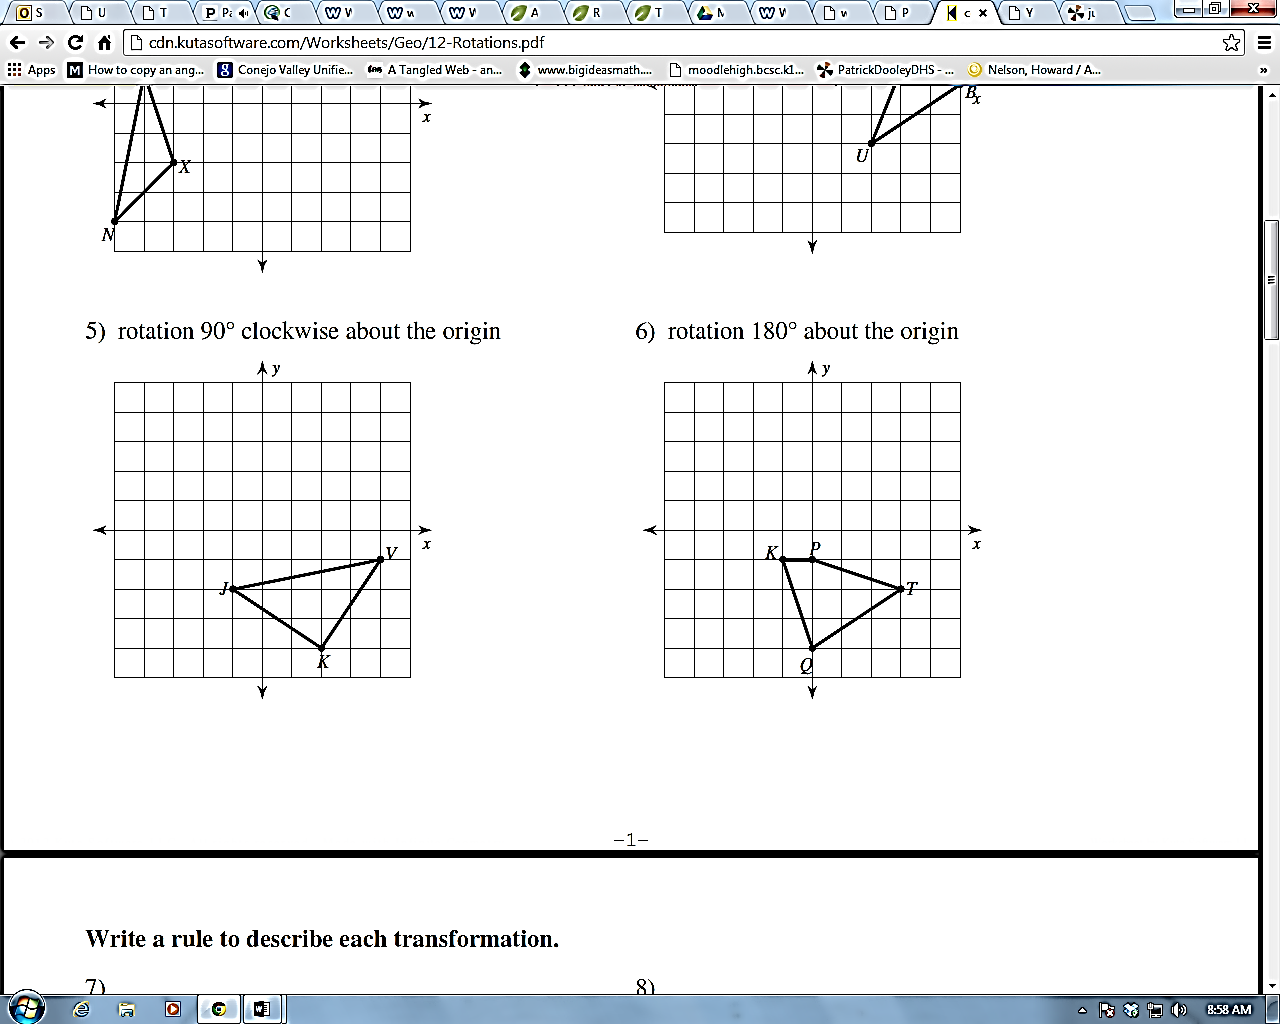 S U T P Pa C W w W A R T M W w P c × Y ju
cdn.kutasoftware.com/Worksheets/Geo/12-Rotations.pdf
Apps How to copy an ang... Conejo Valley Unifie... A Tangled Web - an... www.bigideasmath.... moodlehigh.bcsc.k1... PatrickDooleyDHS - ... Nelson, Howard / A... »
x B x
X U
N
5) rotation 90° clockwise about the origin
6) rotation 180° about the origin
y
x
V
J
K
y
x
K P
T
Q
-1-
Write a rule to describe each transformation.
7) 8)
8:58 AM